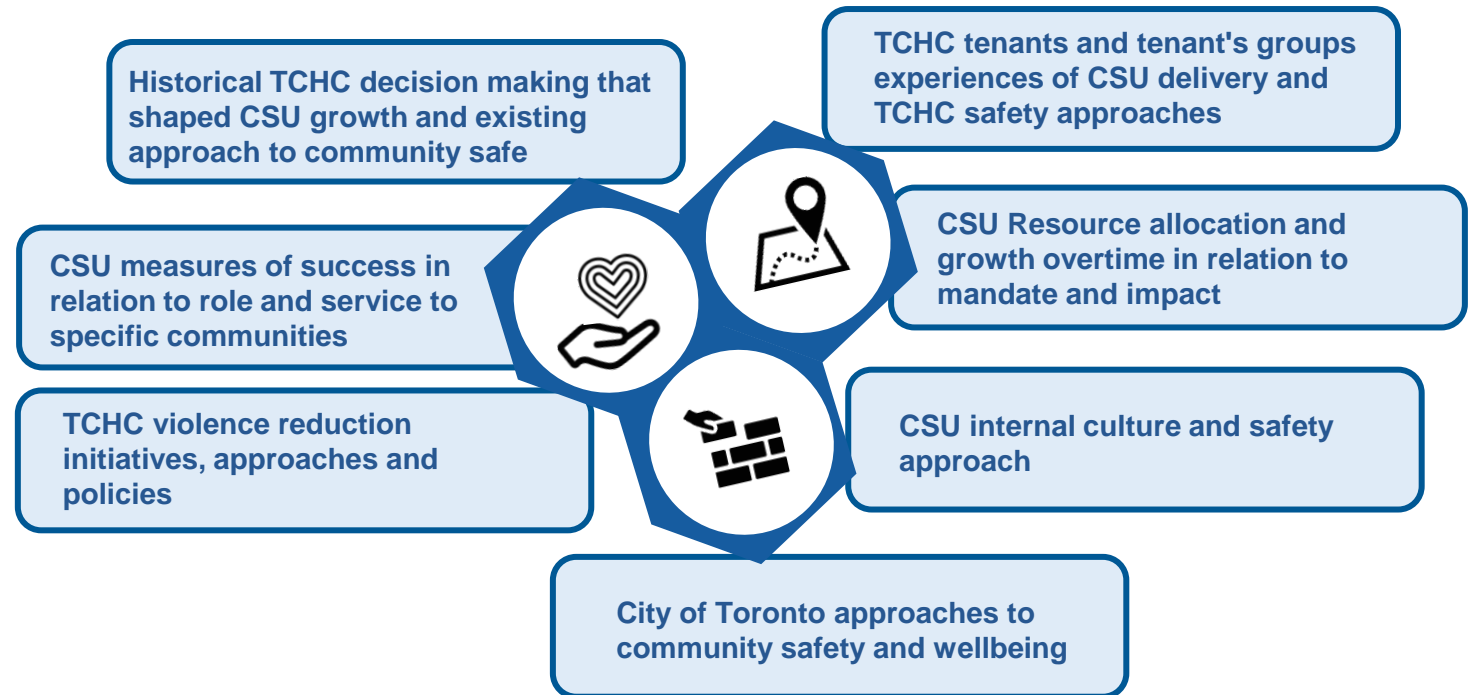 Historical TCHC decision making that
shaped CSU growth and existing
approach to community safe
TCHC tenants and tenant's groups
experiences of CSU delivery and
TCHC safety approaches
CSU measures of success in
relation to role and service to
specific communities
CSU Resource allocation and
growth overtime in relation to
mandate and impact
TCHC violence reduction
initiatives, approaches and
policies
CSU internal culture and safety
approach
City of Toronto approaches to
community safety and wellbeing